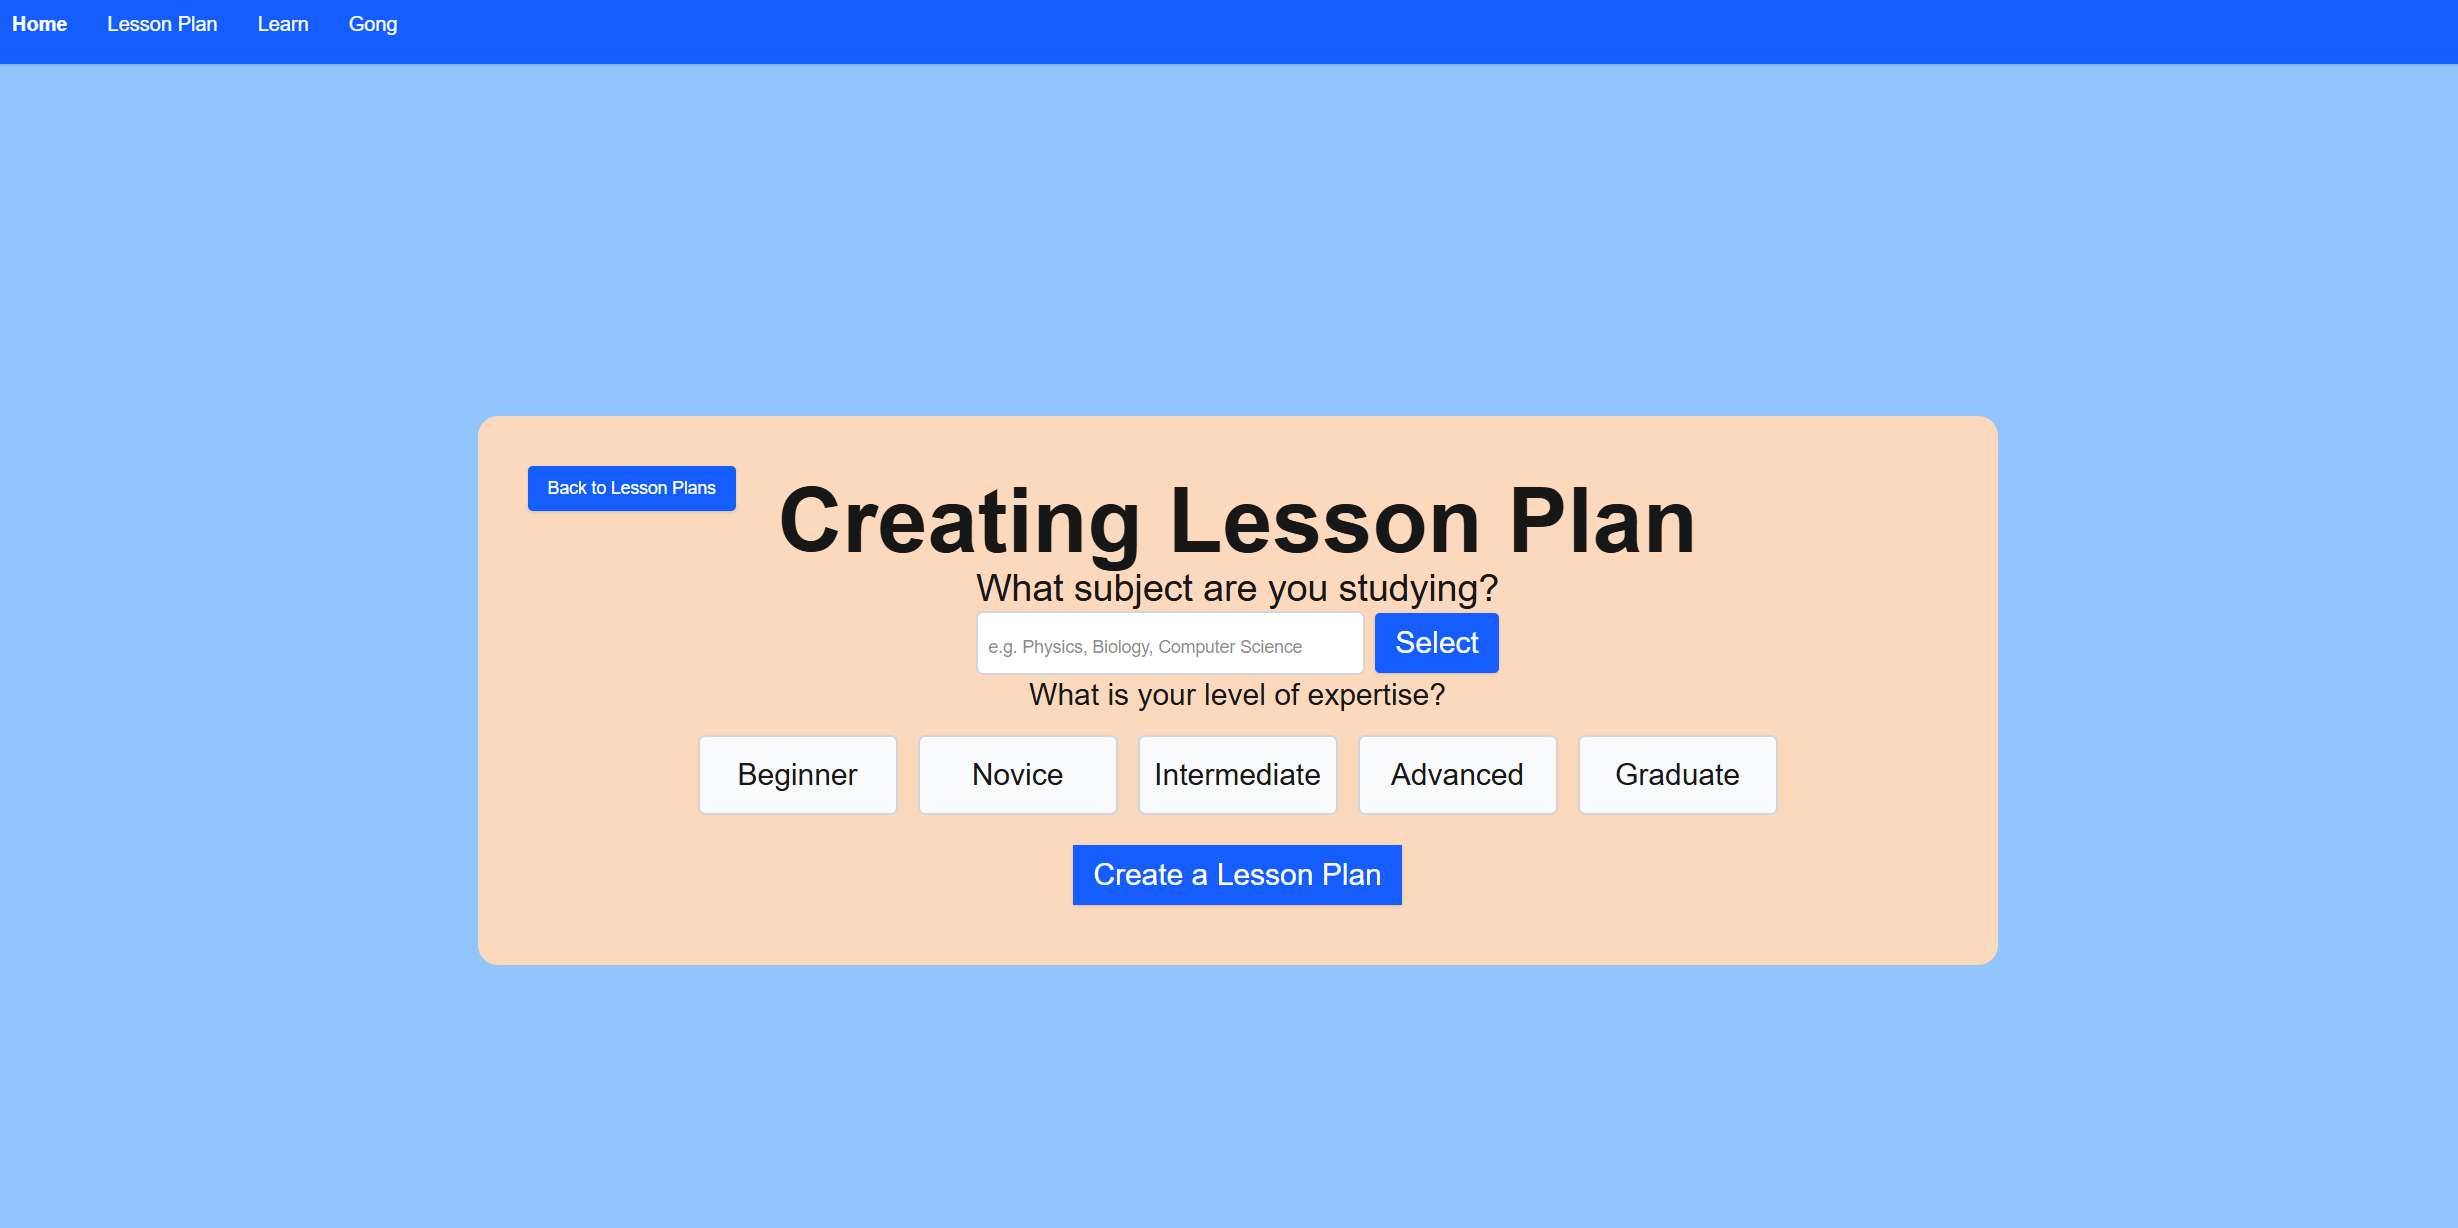 Home Lesson Plan Learn Gong
Back to Lesson Plans
Creating Lesson Plan
What subject are you studying?
e.g. Physics, Biology, Computer Science Select
What is your level of expertise?
Beginner Novice Intermediate Advanced Graduate
Create a Lesson Plan